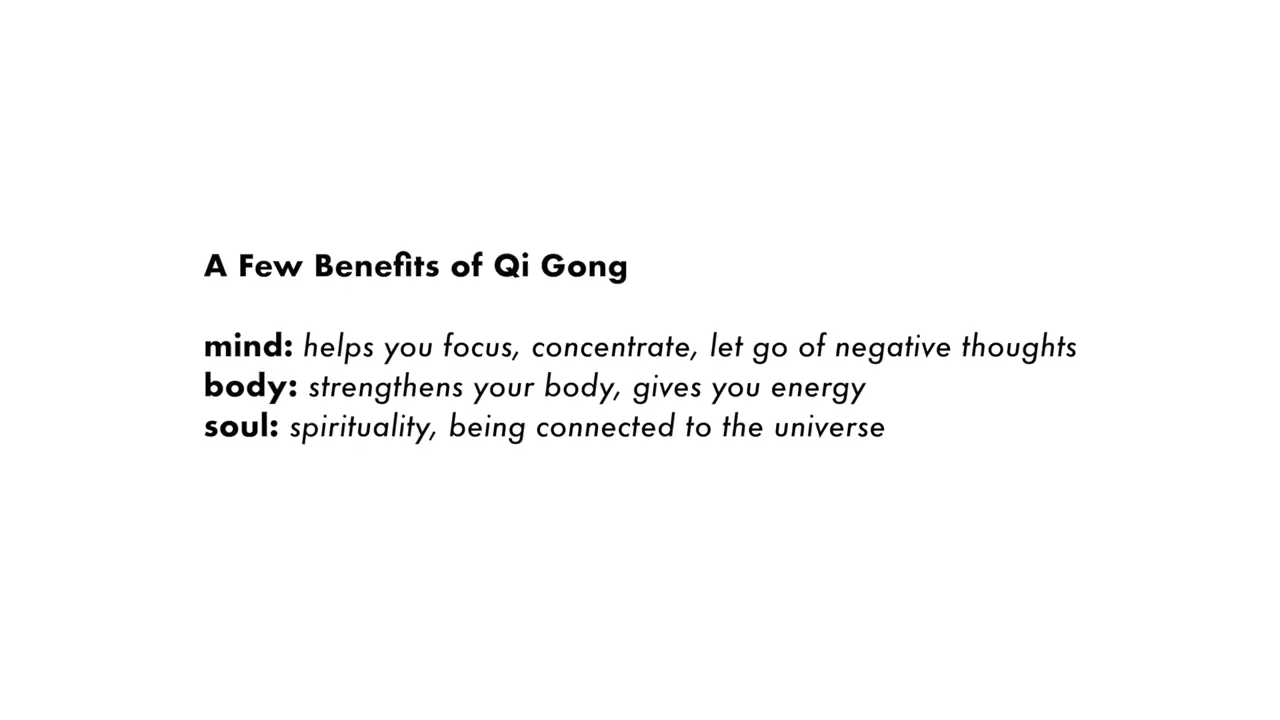 A Few Benefits of Qi Gong
mind: helps you focus, concentrate, let go of negative thoughts
body: strengthens your body, gives you energy
soul: spirituality, being connected to the universe